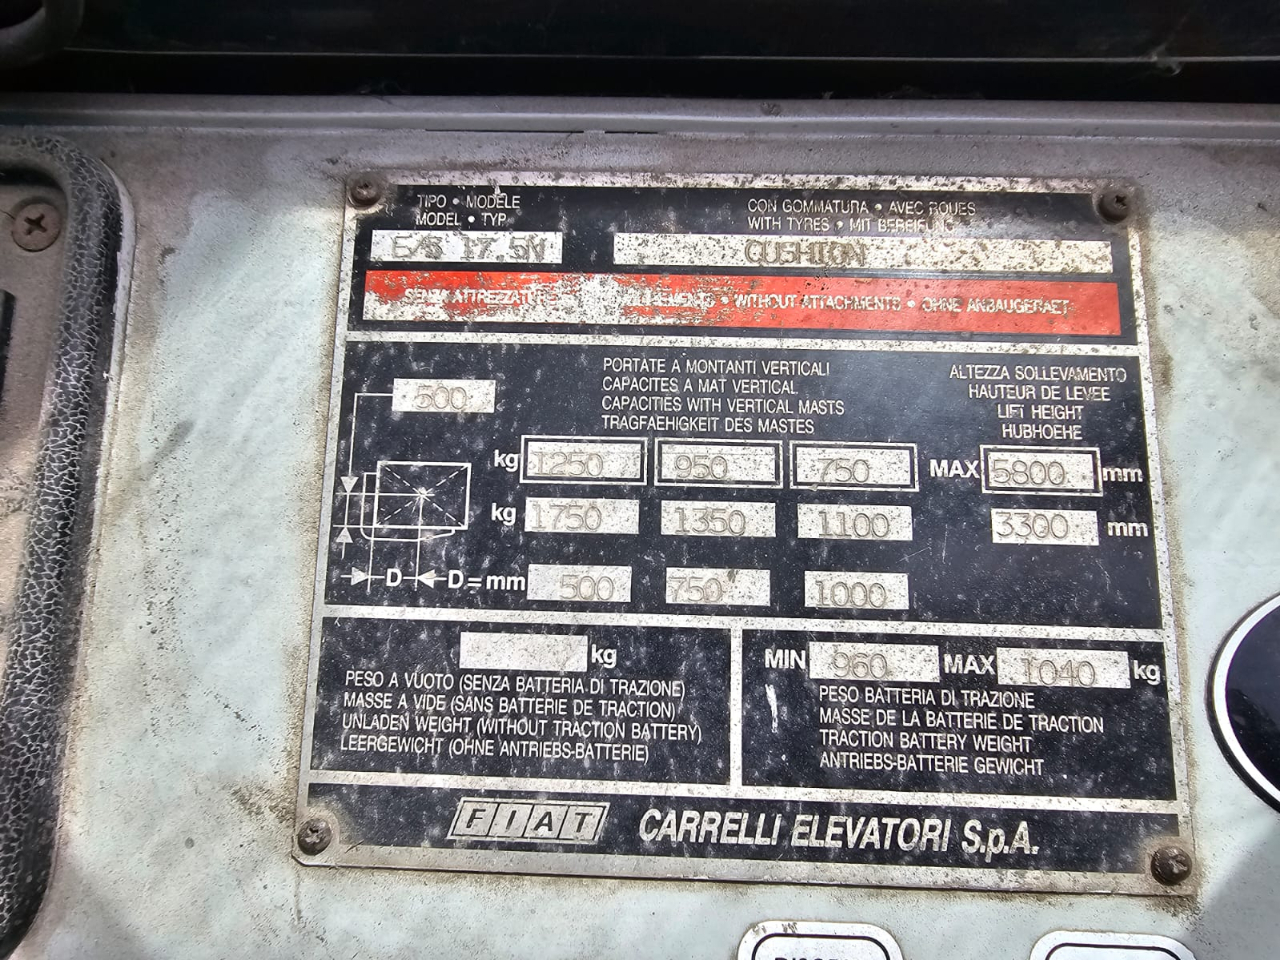 TIPO • MODÈLE
MODEL • TYP
E/S 17.5N
CON GOMMATURA • AVEC ROUES
WITH TYRES • MIT BEREIFUNG
CUSHION
SENZA ATTREZZATURE • WITHOUT ATTACHMENTS • OHNE ANBAUGERAET
500
PORTATE A MONTANTI VERTICALI
CAPACITES A MAT VERTICAL
CAPACITIES WITH VERTICAL MASTS
TRAGFAEHIGKEIT DES MASTES
ALTEZZA SOLLEVAMENTO
HAUTEUR DE LEVEE
LIFT HEIGHT
HUBHOEHE
kg 1250 950 750 MAX 5800 mm
kg 1750 1350 1100 3300 mm
D D = mm 500 750 1000
kg
PESO A VUOTO (SENZA BATTERIA DI TRAZIONE)
MASSE A VIDE (SANS BATTERIE DE TRACTION)
UNLADEN WEIGHT (WITHOUT TRACTION BATTERY)
LEERGEWICHT (OHNE ANTRIEBS-BATTERIE)
MIN 960 MAX 1040 kg
PESO BATTERIA DI TRAZIONE
MASSE DE LA BATTERIE DE TRACTION
TRACTION BATTERY WEIGHT
ANTRIEBS-BATTERIE GEWICHT
FIAT CARRELLI ELEVATORI S.p.A.